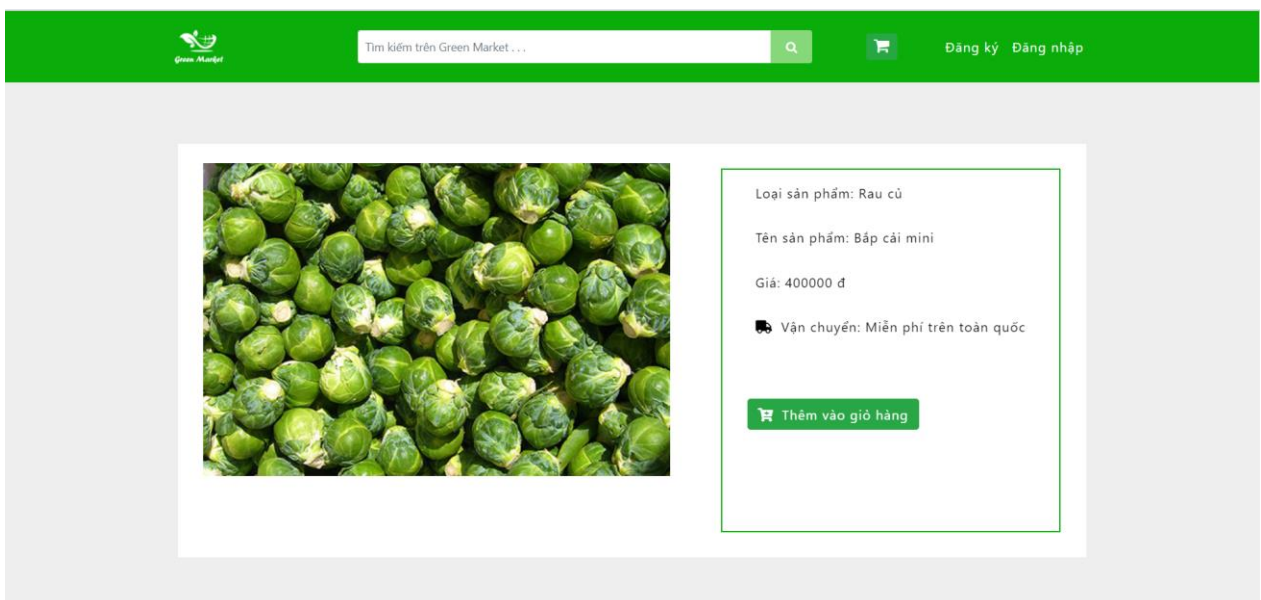 Green Market
Tìm kiếm trên Green Market . . .
Đăng ký Đăng nhập
Loại sản phẩm: Rau củ
Tên sản phẩm: Bắp cải mini
Giá: 400000 đ
Vận chuyển: Miễn phí trên toàn quốc
Thêm vào giỏ hàng